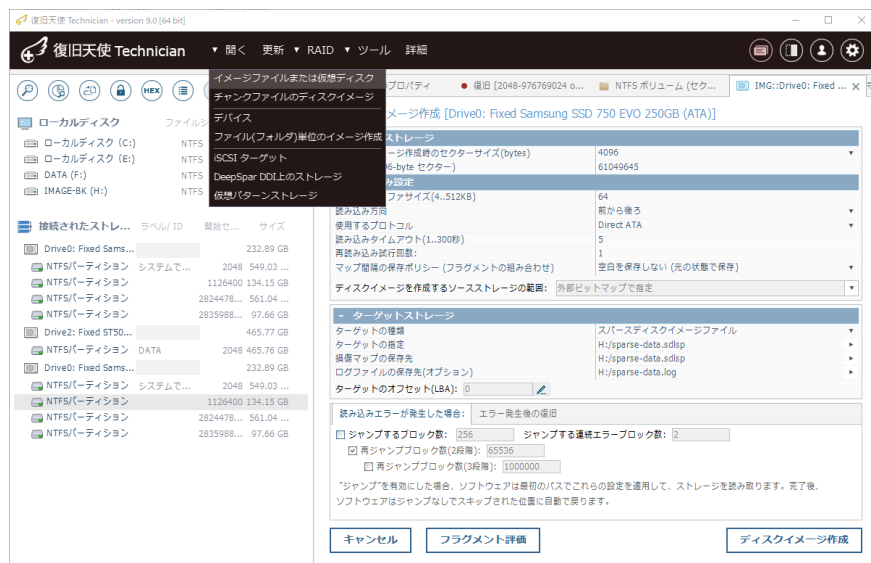 復旧天使 Technician - version 9.0 [64 bit]
復旧天使 Technician
▼ 開く 更新 ▼ RAID ▼ ツール 詳細
イメージファイルまたは仮想ディスク
チャンクファイルのディスクイメージ
デバイス
ファイル(フォルダ)単位のイメージ作成
iSCSI ターゲット
DeepSpar DDI上のストレージ
仮想パターンストレージ
HEX
プロパティ
復旧 [2048-976769024 o...
NTFS ボリューム (セク...
IMG::Drive0: Fixed ...
ローカルディスク ファイルシ
ローカルディスク (C:) NTFS
ローカルディスク (E:) NTFS
DATA (F:) NTFS
IMAGE-BK (H:) NTFS
接続されたストレ... ラベル/ ID 開始セ... サイズ
Drive0: Fixed Sams... 232.89 GB
NTFSパーティション システムで... 2048 549.03 ...
NTFSパーティション 1126400 134.15 GB
NTFSパーティション 2824478... 561.04 ...
NTFSパーティション 2835988... 97.66 GB
Drive2: Fixed ST50... 465.77 GB
NTFSパーティション DATA 2048 465.76 GB
Drive0: Fixed Sams... 232.89 GB
NTFSパーティション システムで... 2048 549.03 ...
NTFSパーティション 1126400 134.15 GB
NTFSパーティション 2824478... 561.04 ...
NTFSパーティション 2835988... 97.66 GB
メージ作成 [Drive0: Fixed Samsung SSD 750 EVO 250GB (ATA)]
ストレージ
ージ作成時のセクターサイズ(bytes) 4096
6-byte セクター) 61049645
み設定
ファサイズ(4..512KB) 64
読み込み方向 前から後ろ
使用するプロトコル Direct ATA
読み込みタイムアウト(1..300秒) 5
再読み込み試行回数: 1
マップ間隔の保存ポリシー (フラグメントの組み合わせ) 空白を保存しない (元の状態で保存)
ディスクイメージを作成するソースストレージの範囲: 外部ビットマップで指定
- ターゲットストレージ
ターゲットの種類 スパースディスクイメージファイル
ターゲットの指定 H:/sparse-data.sdlsp
損傷マップの保存先 H:/sparse-data.sdlsp
ログファイルの保存先(オプション) H:/sparse-data.log
ターゲットのオフセット(LBA): 0
読み込みエラーが発生した場合: エラー発生後の復旧
ジャンプするブロック数: 256 ジャンプする連続エラーブロック数: 2
再ジャンプブロック数(2段階): 65536
再ジャンプブロック数(3段階): 1000000
"ジャンプ"を有効にした場合、ソフトウェアは最初のパスでこれらの設定を適用して、ストレージを読み取ります。完了後、
ソフトウェアはジャンプなしでスキップされた位置に自動で戻ります。
キャンセル フラグメント評価 ディスクイメージ作成